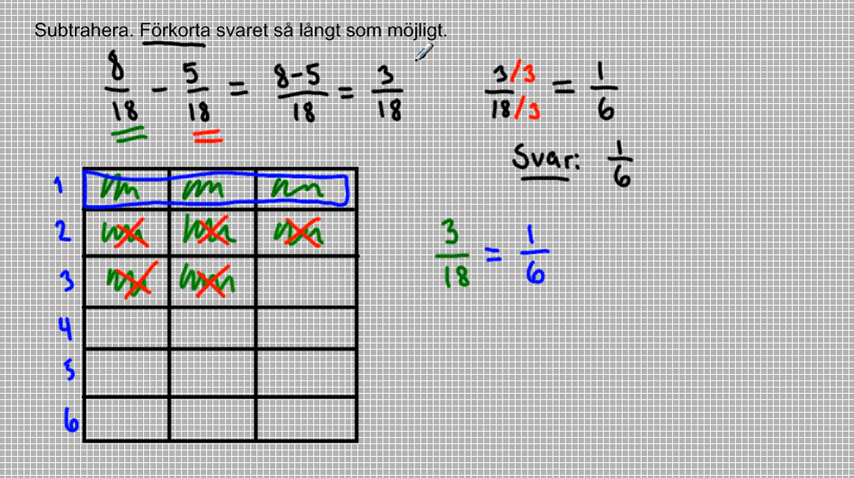 Subtrahera. Förkorta svaret så långt som möjligt.
8/18 - 5/18 = 8-5/18 = 3/18
3/3 / 18/3 = 1/6
Svar: 1/6
1
2
3
4
5
6
3/18 = 1/6